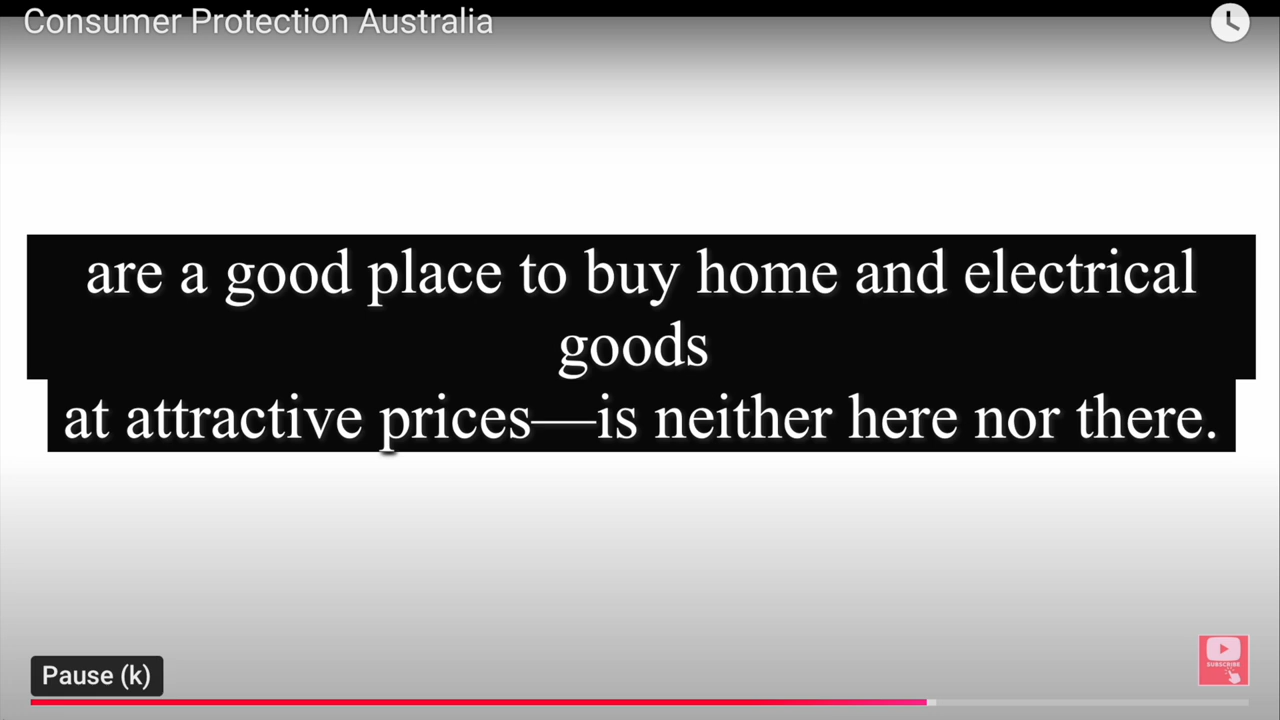 Consumer Protection Australia
are a good place to buy home and electrical
goods
at attractive prices—is neither here nor there.
SUBSCRIBE
Pause (k)